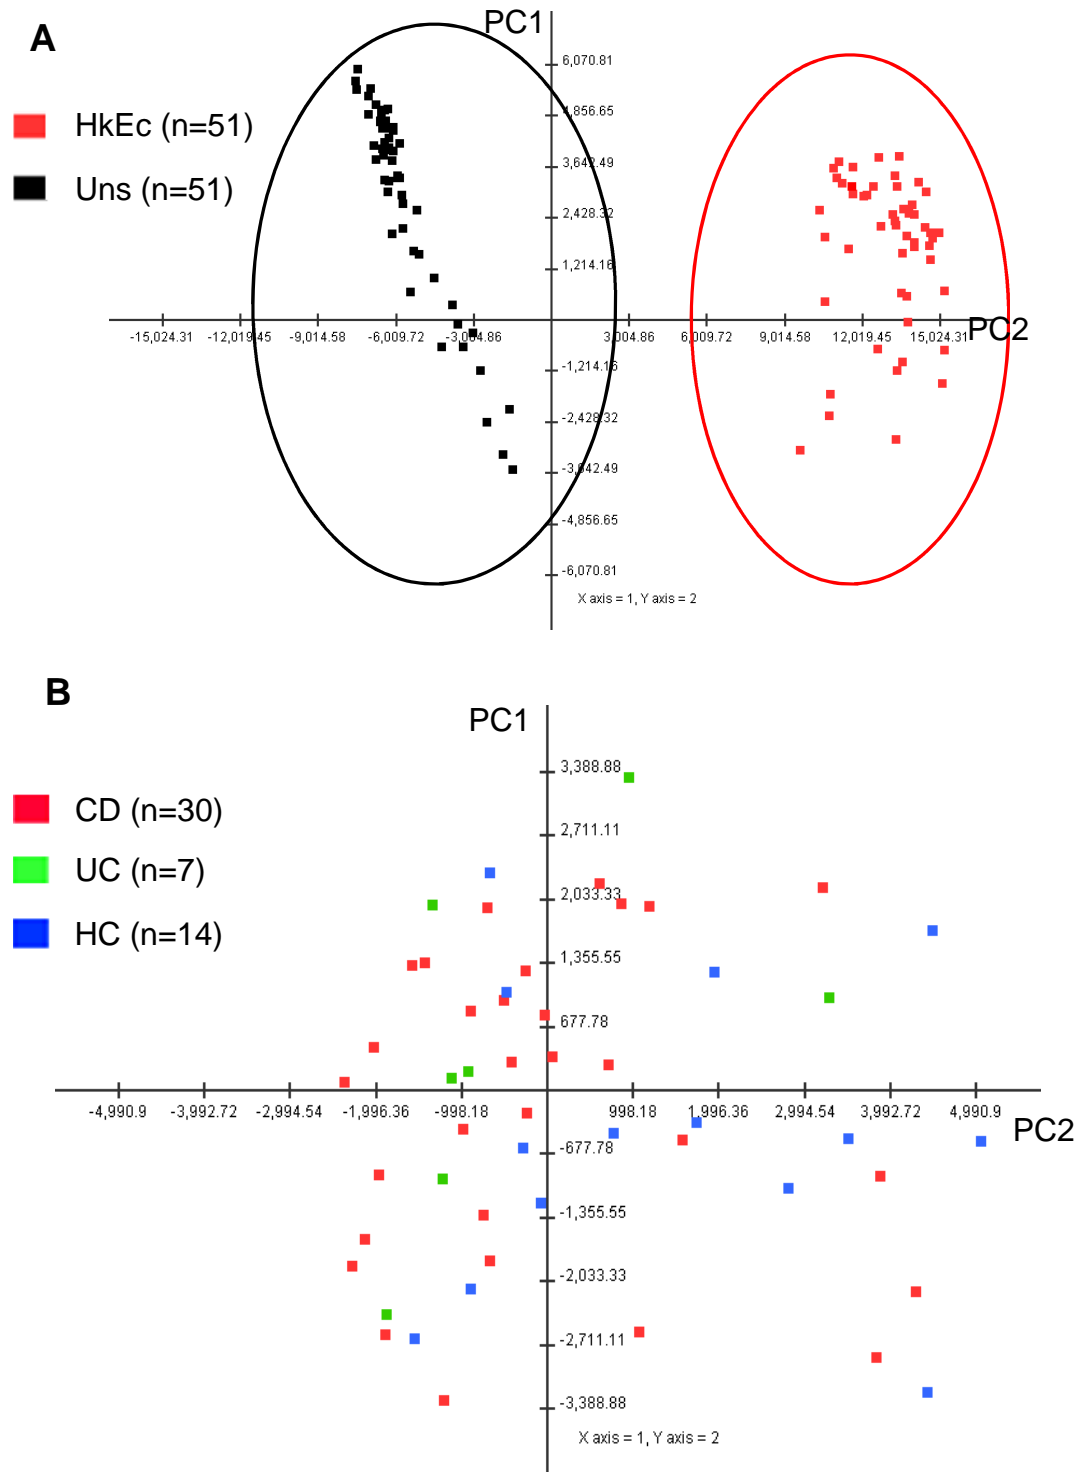 A
PC1
HkEc (n=51)
Uns (n=51)
6,070.81
4,856.65
3,642.49
2,428.32
1,214.16
-15,024.31 -12,019.45 -9,014.58 -6,009.72 -3,004.86 3,004.86 6,009.72 9,014.58 12,019.45 15,024.31
PC2
-1,214.16
-2,428.32
-3,642.49
-4,856.65
-6,070.81
X axis = 1, Y axis = 2
B
PC1
CD (n=30)
UC (n=7)
HC (n=14)
3,388.88
2,711.11
2,033.33
1,355.55
677.78
-4,990.9 -3,992.72 -2,994.54 -1,996.36 -998.18 998.18 1,996.36 2,994.54 3,992.72 4,990.9
PC2
-677.78
-1,355.55
-2,033.33
-2,711.11
-3,388.88
X axis = 1, Y axis = 2